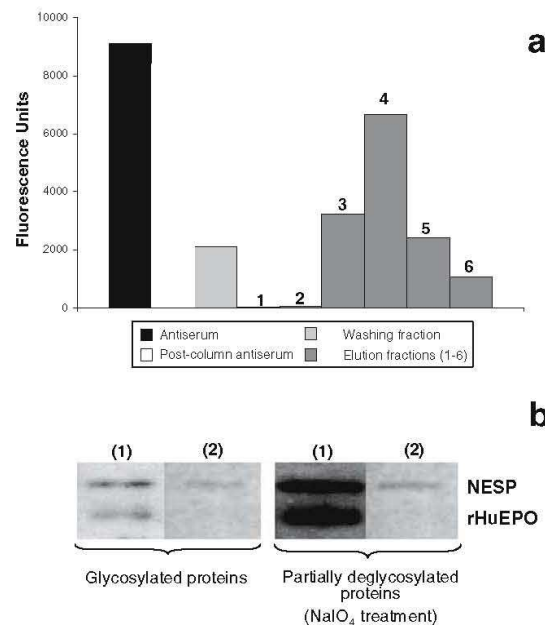 a
Fluorescence Units
10000
8000
6000
4000
2000
0
1
2
3
4
5
6
Antiserum
Washing fraction
Post-column antiserum
Elution fractions (1-6)
b
(1)
(2)
(1)
(2)
NESP
rHuEPO
Glycosylated proteins
Partially deglycosylated
proteins
(NaIO4 treatment)